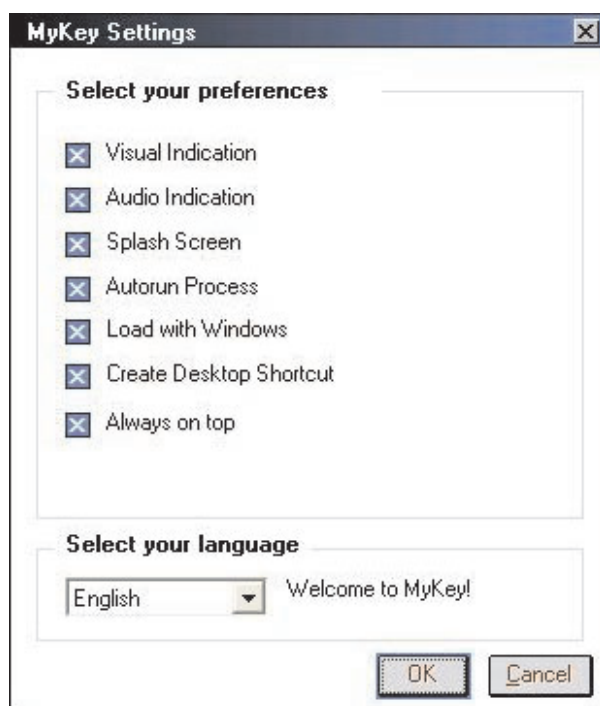 MyKey Settings
Select your preferences
Visual Indication
Audio Indication
Splash Screen
Autorun Process
Load with Windows
Create Desktop Shortcut
Always on top
Select your language
English
Welcome to MyKey!
OK
Cancel